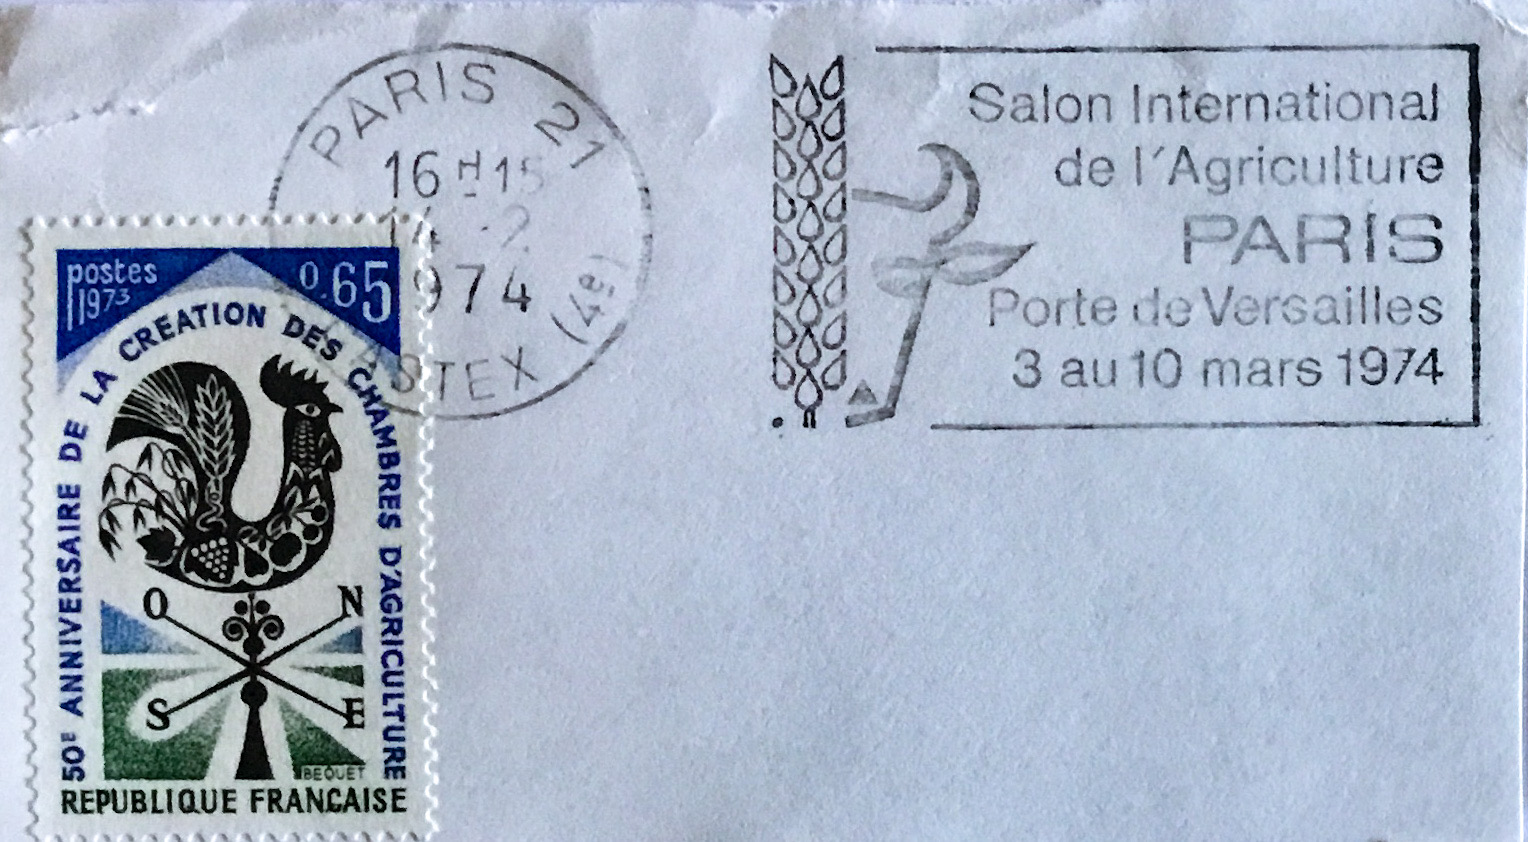 PARIS 21
16 H 15
14 -2
1974
ASTEX (4e)
Salon International
de l'Agriculture
PARIS
Porte de Versailles
3 au 10 mars 1974
postes
1973
0.65
50E ANNIVERSAIRE DE LA CREATION DES CHAMBRES D'AGRICULTURE
O N
S E
BEQUET
REPUBLIQUE FRANCAISE